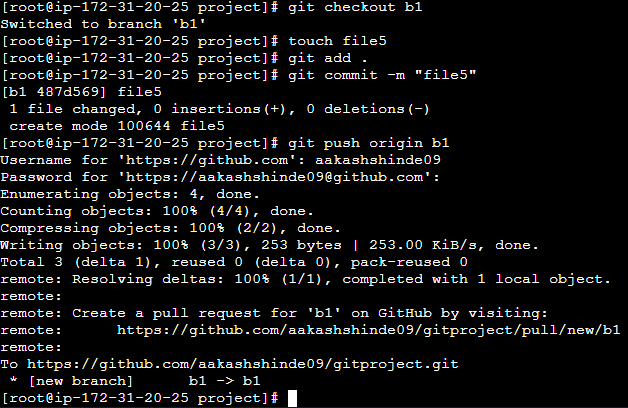 [root@ip-172-31-20-25 project]# git checkout b1
Switched to branch 'b1'
[root@ip-172-31-20-25 project]# touch file5
[root@ip-172-31-20-25 project]# git add .
[root@ip-172-31-20-25 project]# git commit -m "file5"
[b1 487d569] file5
 1 file changed, 0 insertions(+), 0 deletions(-)
 create mode 100644 file5
[root@ip-172-31-20-25 project]# git push origin b1
Username for 'https://github.com': aakashshinde09
Password for 'https://aakashshinde09@github.com':
Enumerating objects: 4, done.
Counting objects: 100% (4/4), done.
Compressing objects: 100% (2/2), done.
Writing objects: 100% (3/3), 253 bytes | 253.00 KiB/s, done.
Total 3 (delta 1), reused 0 (delta 0), pack-reused 0
remote: Resolving deltas: 100% (1/1), completed with 1 local object.
remote:
remote: Create a pull request for 'b1' on GitHub by visiting:
remote:      https://github.com/aakashshinde09/gitproject/pull/new/b1
remote:
To https://github.com/aakashshinde09/gitproject.git
 * [new branch]      b1 -> b1
[root@ip-172-31-20-25 project]#